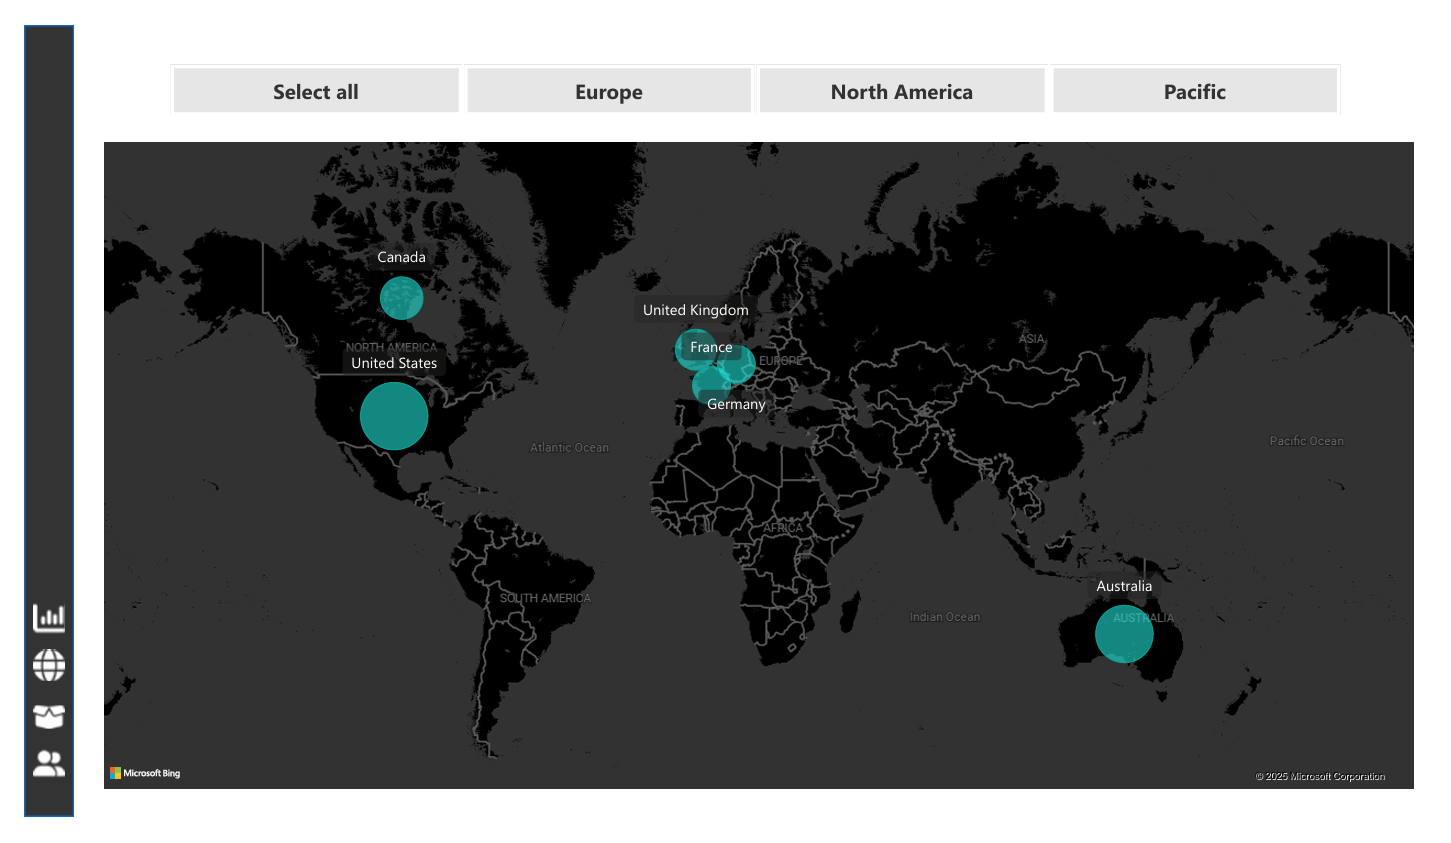 Select all
Europe
North America
Pacific
Canada
United Kingdom
ASIA
NORTH AMERICA
France
United States
EUROPE
Germany
Pacific Ocean
Atlantic Ocean
AFRICA
Australia
SOUTH AMERICA
Indian Ocean
AUSTRALIA
Microsoft Bing
© 2025 Microsoft Corporation